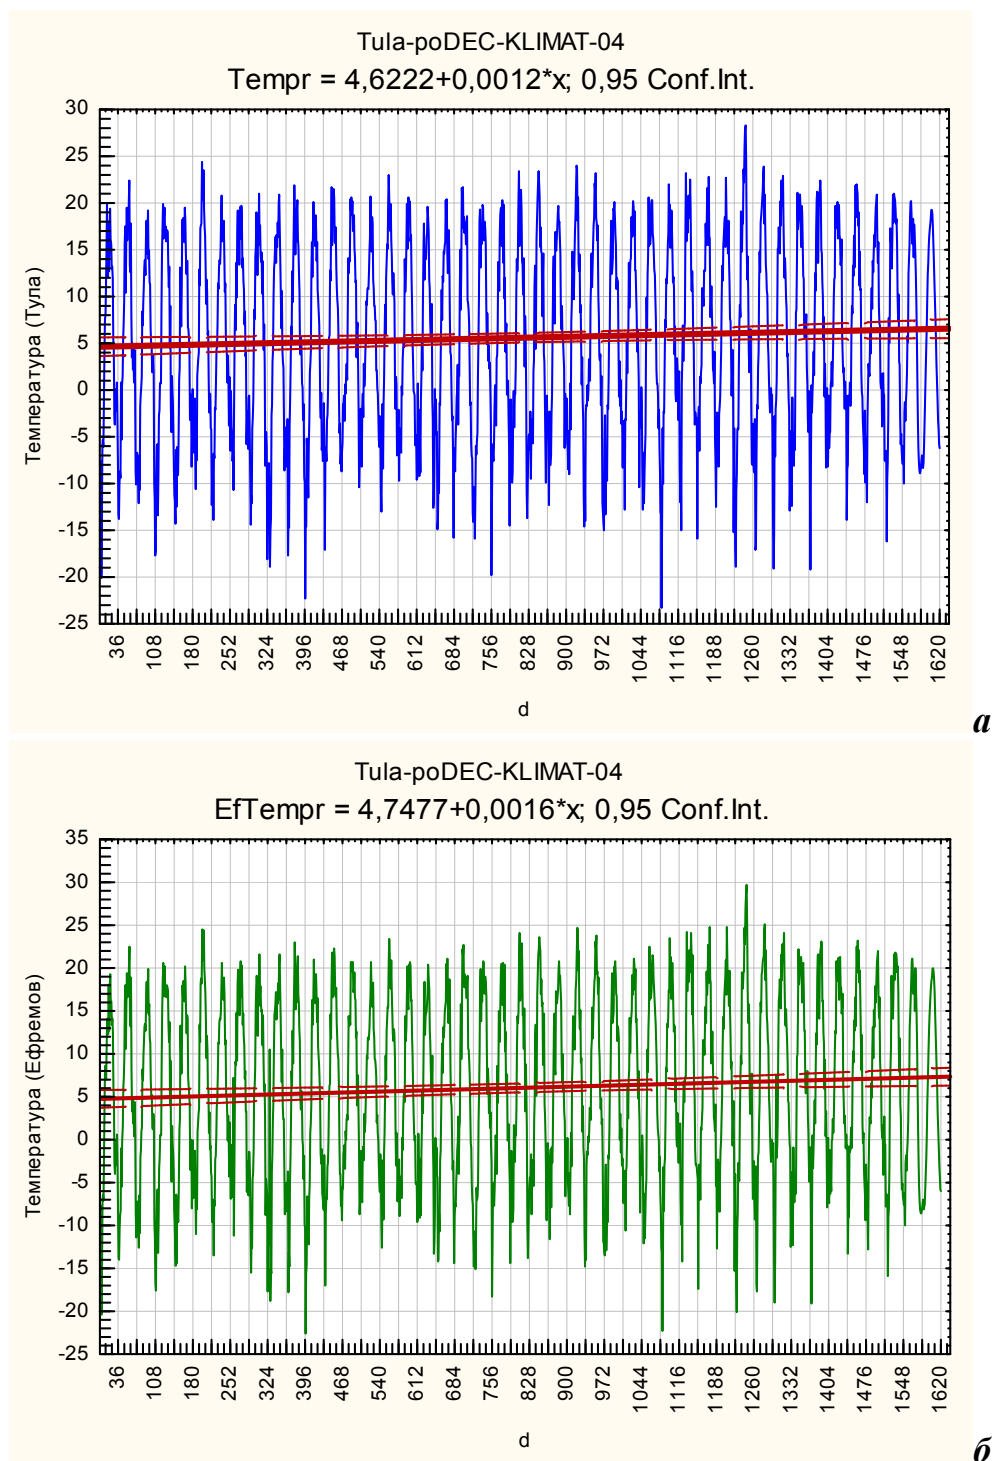 Tula-poDEC-KLIMAT-04
Tempr = 4,6222+0,0012*x; 0,95 Conf.Int.
Температура (Тула)
30
25
20
15
10
5
0
-5
-10
-15
-20
-25
36 108 180 252 324 396 468 540 612 684 756 828 900 972 1044 1116 1188 1260 1332 1404 1476 1548 1620
d
а
Tula-poDEC-KLIMAT-04
EfTempr = 4,7477+0,0016*x; 0,95 Conf.Int.
Температура (Ефремов)
35
30
25
20
15
10
5
0
-5
-10
-15
-20
-25
36 108 180 252 324 396 468 540 612 684 756 828 900 972 1044 1116 1188 1260 1332 1404 1476 1548 1620
d
б